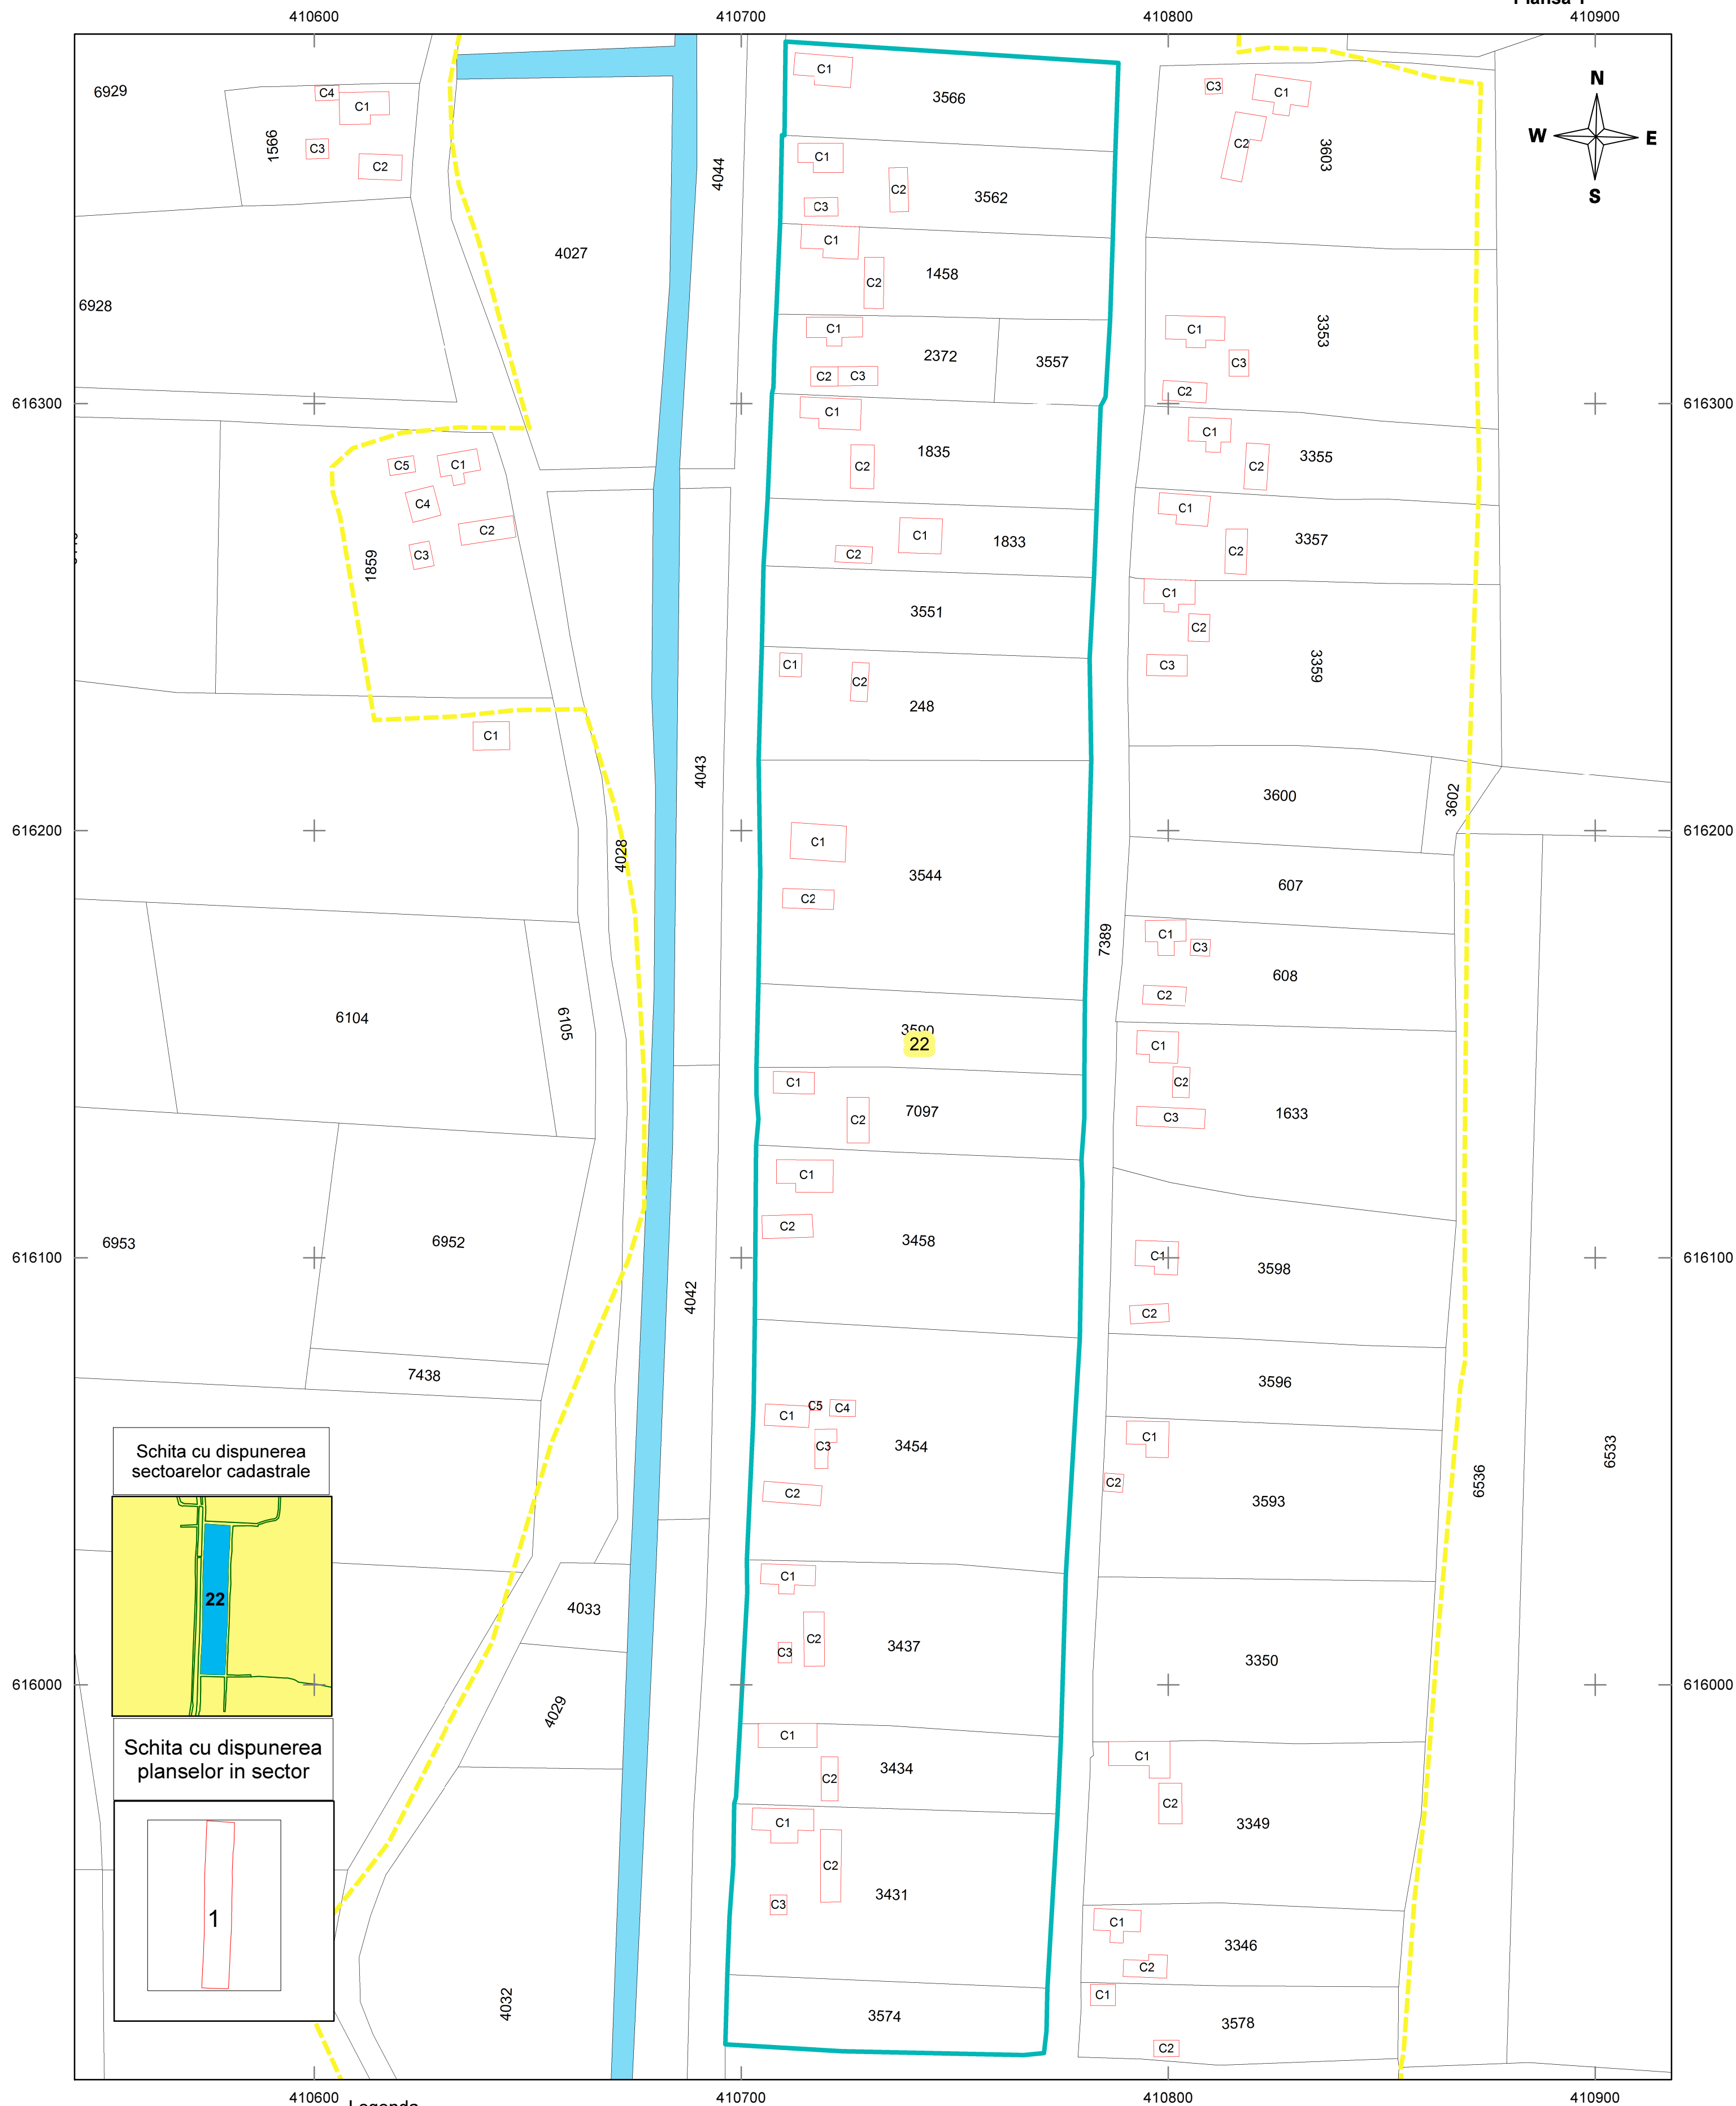 410600
410700
410800
410900
N
W
E
S
6929
C4
C1
1566
C3
C2
4027
6928
4044
C1
3566
C1
C2
3562
C3
C1
1458
C2
C1
2372
3557
C2
C3
C3
C1
C2
3603
C1
3353
C3
C2
616300
616300
C1
1835
C2
C1
3355
C2
C5
C1
C4
C2
C3
1859
C1
1833
C2
C1
3357
C2
3551
C1
C2
3359
C3
C1
C2
248
C1
4043
3600
3602
616200
616200
4028
C1
3544
C2
607
7389
C1
C3
608
C2
6104
6105
3590
22
C1
7097
C2
C1
C2
1633
C3
C1
C2
3458
6953
6952
616100
616100
C1
3598
C2
4042
7438
3596
C5
C4
C1
C3
3454
C2
C1
C2
3593
6536
6533
Schita cu dispunerea
sectoarelor cadastrale
22
4033
C1
C2
C3
3437
3350
616000
616000
4029
Schita cu dispunerea
planselor in sector
1
C1
3434
C2
C1
C2
3349
C1
C2
3431
C3
C1
3346
C2
4032
3574
C1
3578
C2
410600
410700
410800
410900